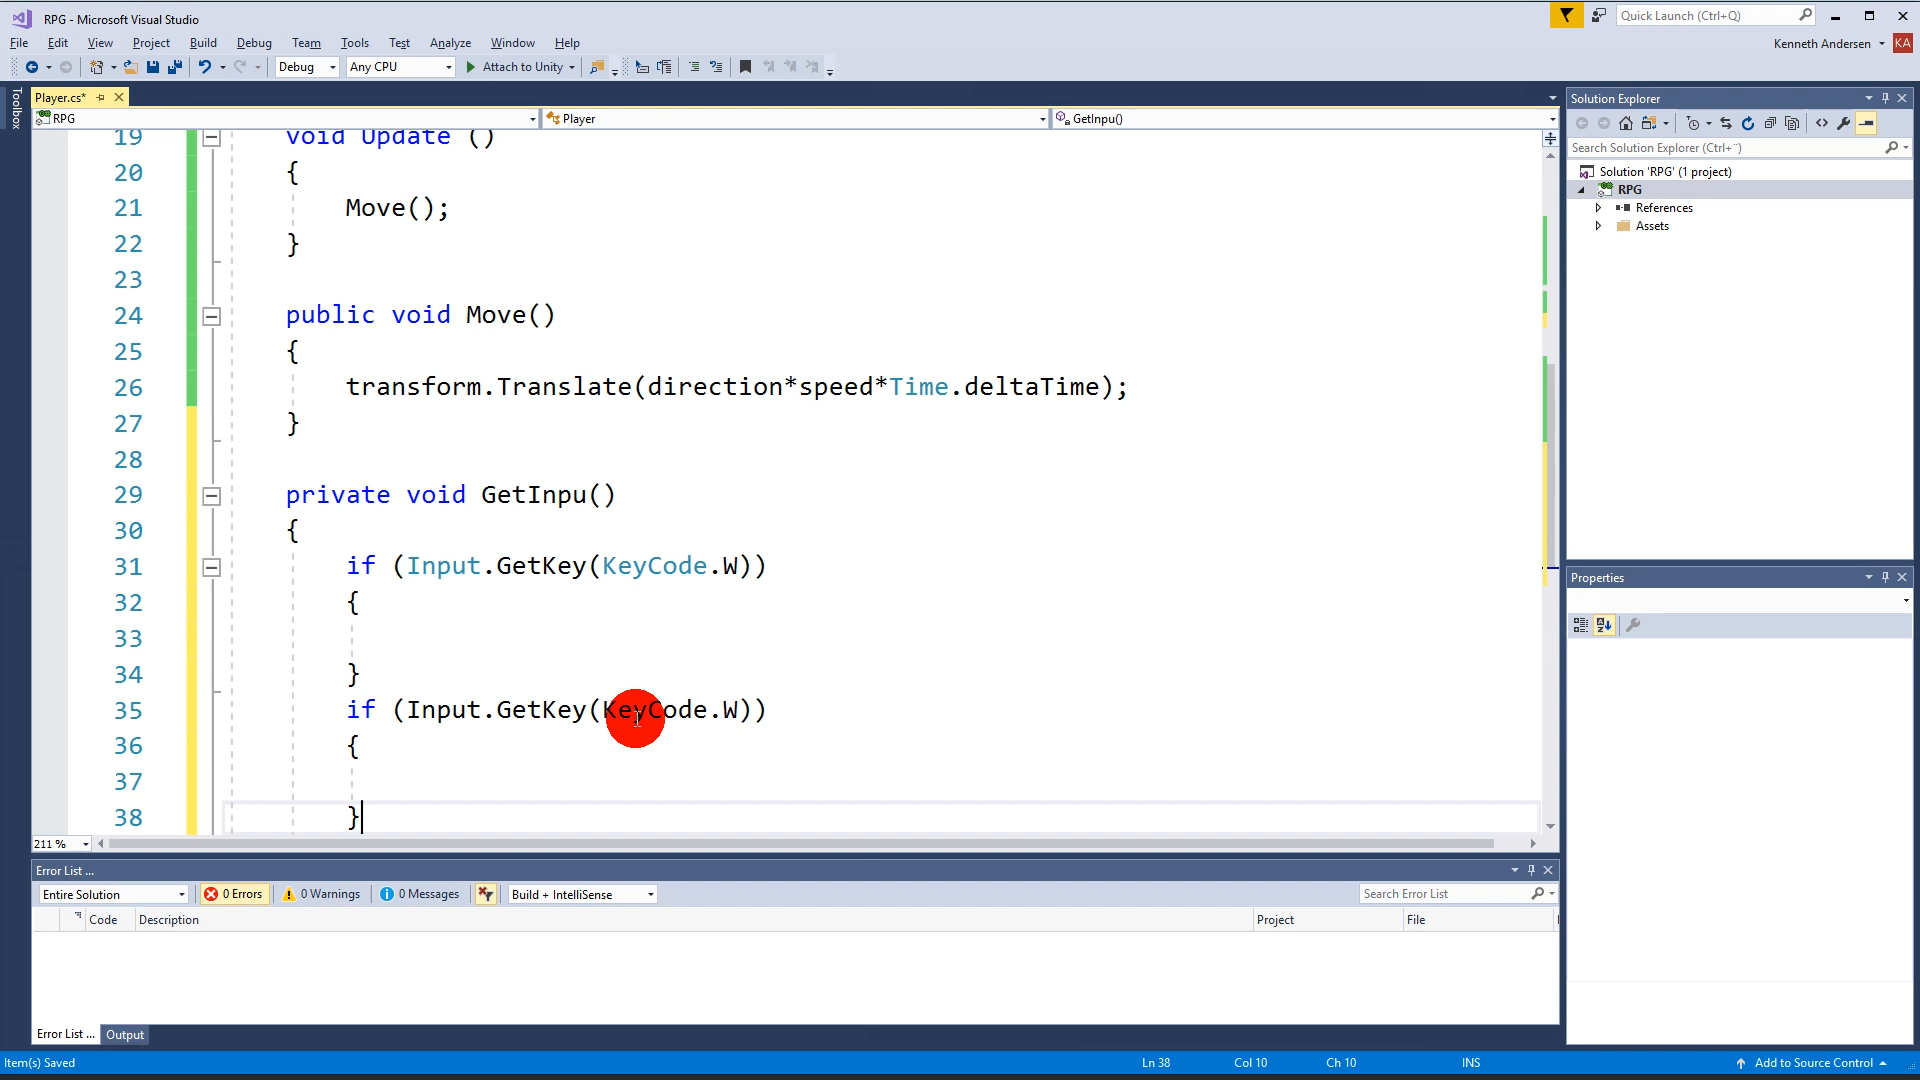 RPG - Microsoft Visual Studio
Quick Launch (Ctrl+Q)
File Edit View Project Build Debug Team Tools Test Analyze Window Help
Kenneth Andersen KA
Debug Any CPU Attach to Unity
Toolbox
Player.cs*
RPG Player GetInpu()
19 void Update ()
20 {
21 Move();
22 }
23
24 public void Move()
25 {
26 transform.Translate(direction*speed*Time.deltaTime);
27 }
28
29 private void GetInpu()
30 {
31 if (Input.GetKey(KeyCode.W))
32 {
33
34 }
35 if (Input.GetKey(KeyCode.W))
36 {
37
38 }
211 %
Solution Explorer
Search Solution Explorer (Ctrl+¨)
Solution 'RPG' (1 project)
RPG
References
Assets
Properties
Error List ...
Entire Solution 0 Errors 0 Warnings 0 Messages Build + IntelliSense Search Error List
Code Description Project File
Error List ... Output
Item(s) Saved Ln 38 Col 10 Ch 10 INS Add to Source Control